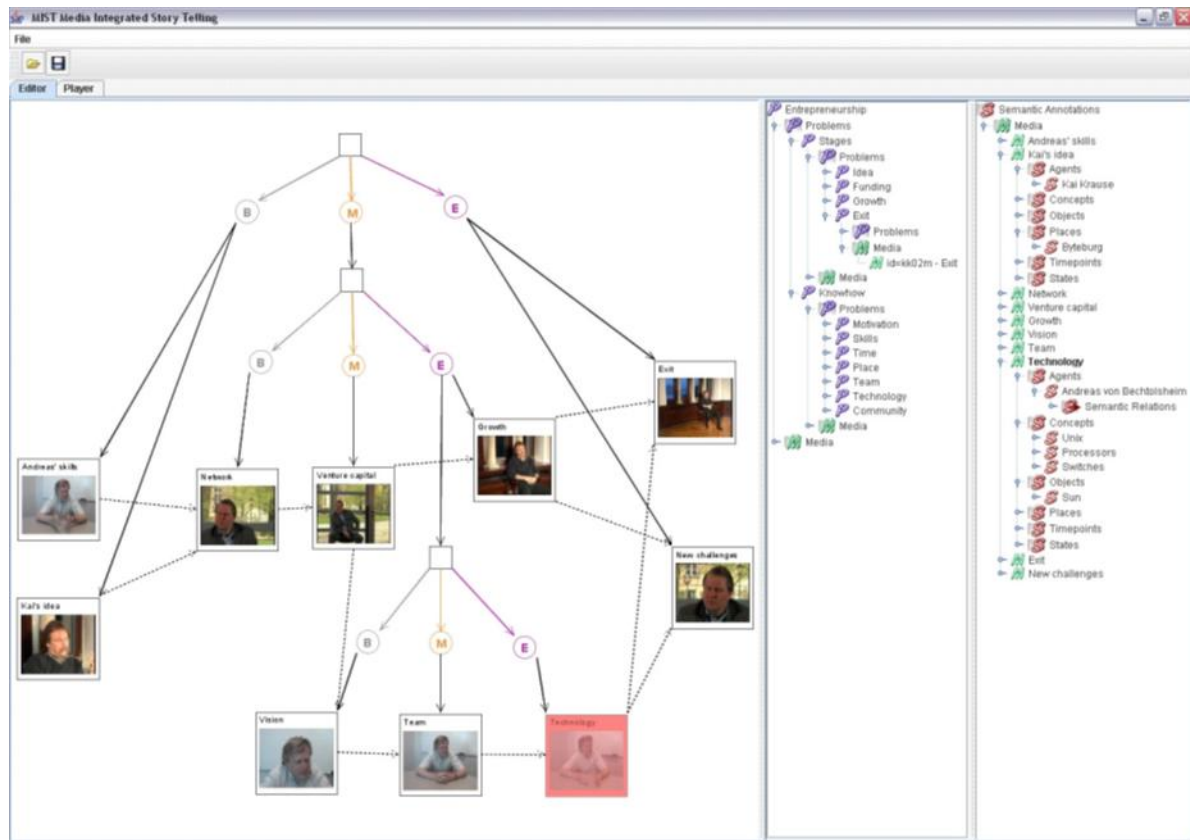 MIST Media Integrated Story Telling
File
Editor
Player
B
M
E
B
M
E
Exit
Growth
Andreas' skills
Network
Venture capital
New challenges
Kai's idea
B
M
E
Vision
Team
Technology
Entrepreneurship
Problems
Stages
Problems
Idea
Funding
Growth
Exit
Problems
Media
id=kk02m - Exit
Media
Knowhow
Problems
Motivation
Skills
Time
Place
Team
Technology
Community
Media
Media
Semantic Annotations
Media
Andreas' skills
Kai's idea
Agents
Kai Krause
Concepts
Objects
Places
Byteburg
Timepoints
States
Network
Venture capital
Growth
Vision
Team
Technology
Agents
Andreas von Bechtolsheim
Semantic Relations
Concepts
Unix
Processors
Switches
Objects
Sun
Places
Timepoints
States
Exit
New challenges